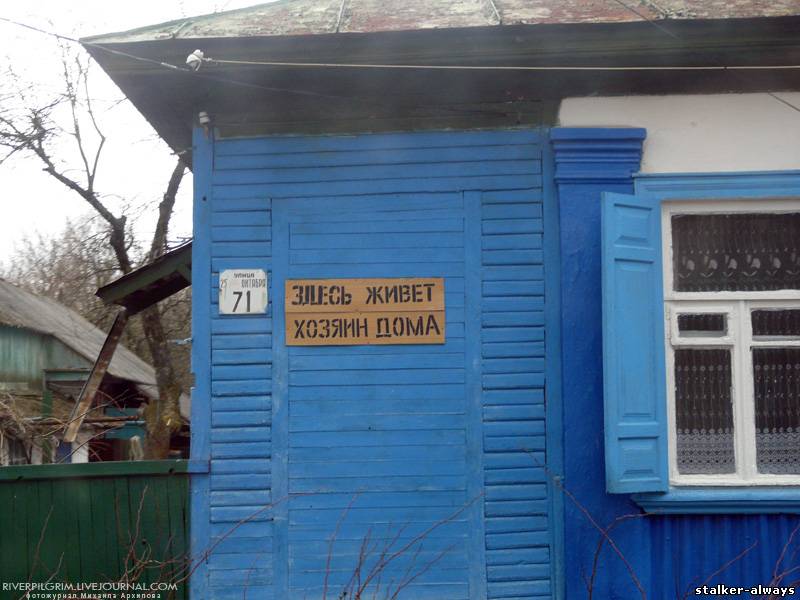 улица
25 октября
71
ЗДЕСЬ ЖИВЕТ
ХОЗЯИН ДОМА
RIVERPILGRIM.LIVEJOURNAL.COM
фотожурнал Михаила Архипова
stalker-always